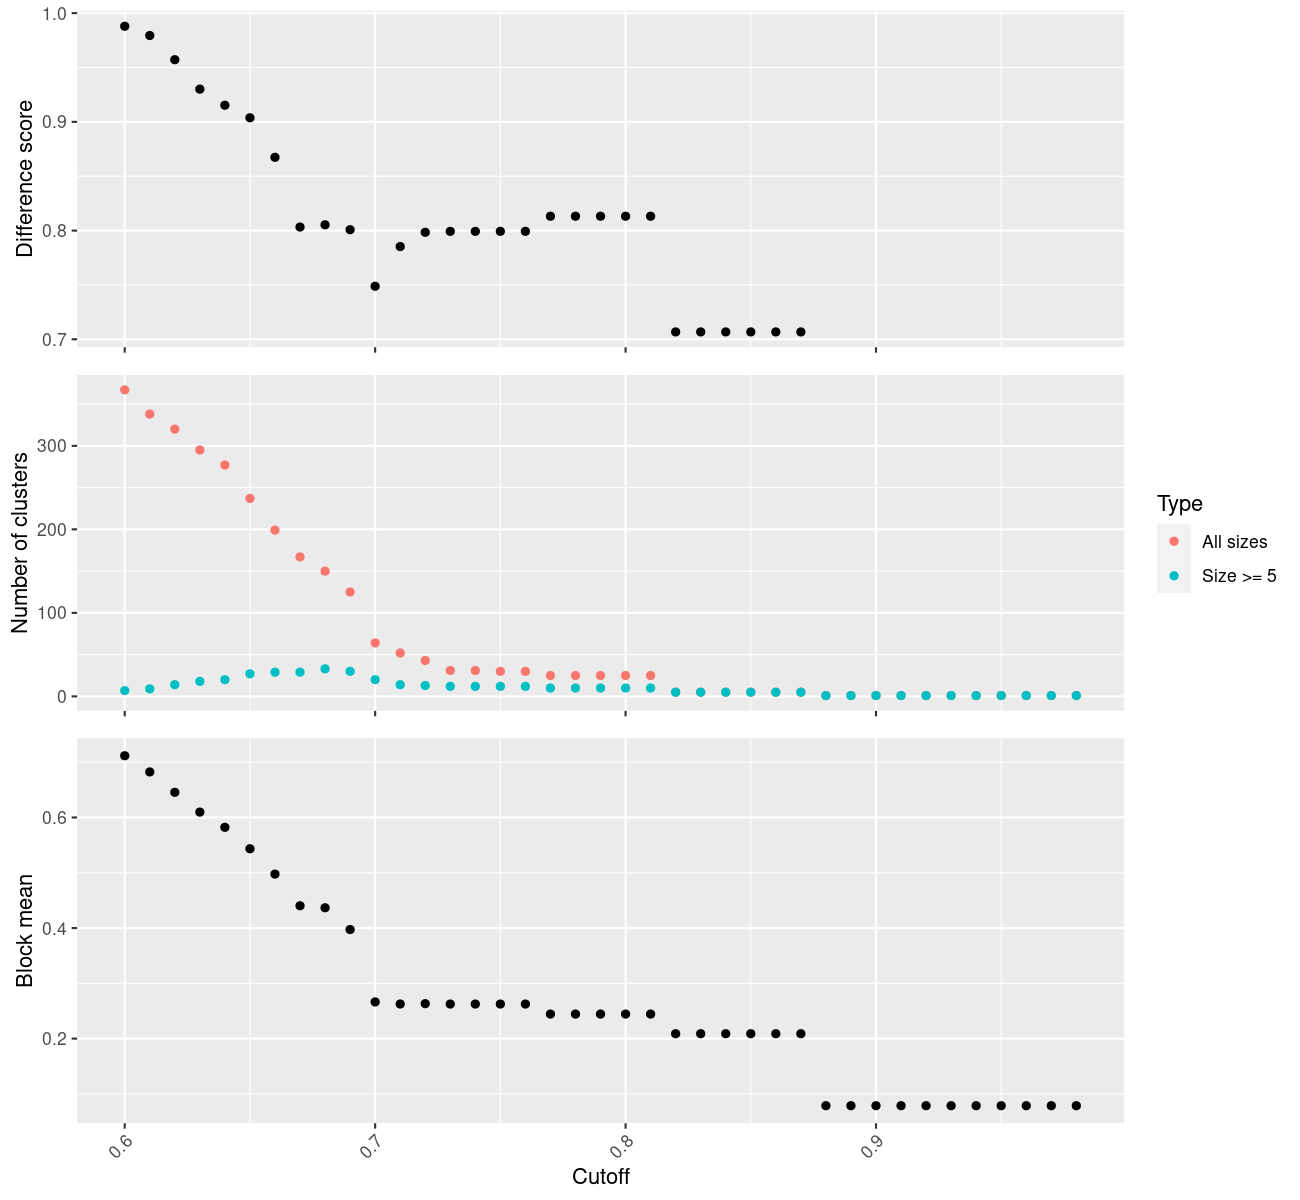 1.0
0.9
0.8
0.7
Difference score
300
200
100
0
Number of clusters
Type
All sizes
Size >= 5
0.6
0.4
0.2
Block mean
0.6
0.7
0.8
0.9
Cutoff